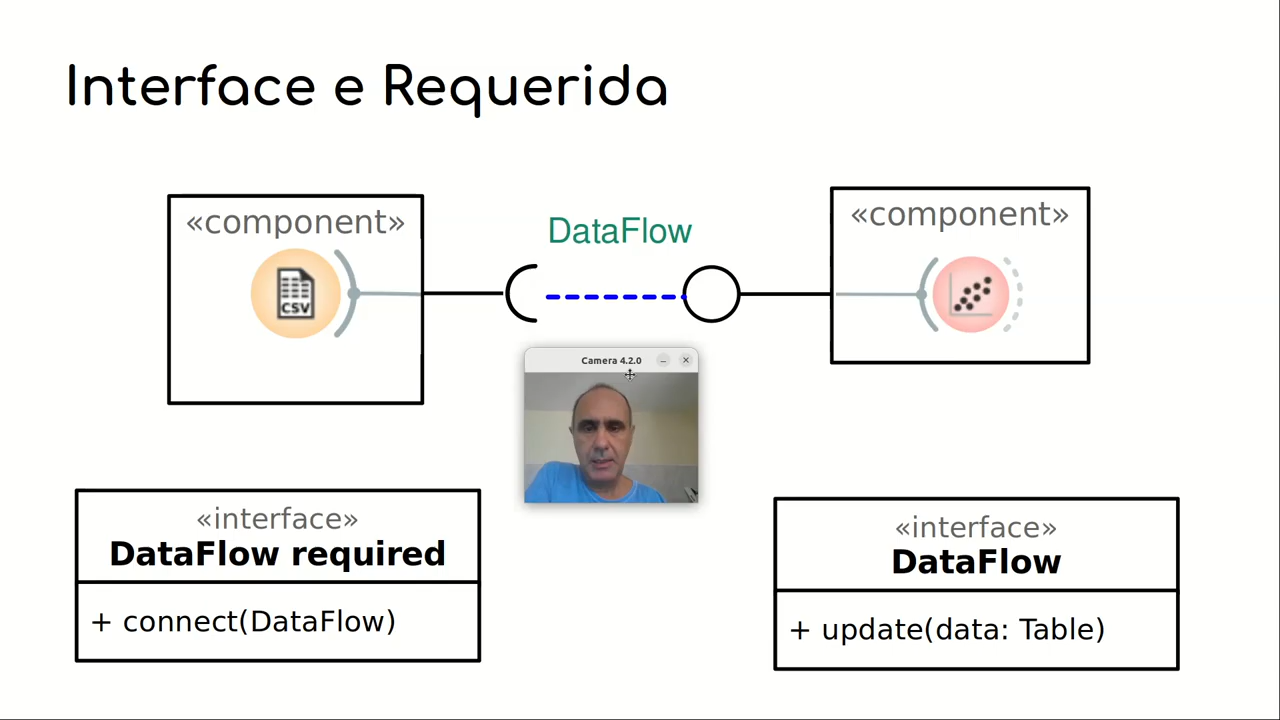 Interface e Requerida
«component»
CSV
DataFlow
«component»
Camera 4.2.0
«interface»
DataFlow required
+ connect(DataFlow)
«interface»
DataFlow
+ update(data: Table)